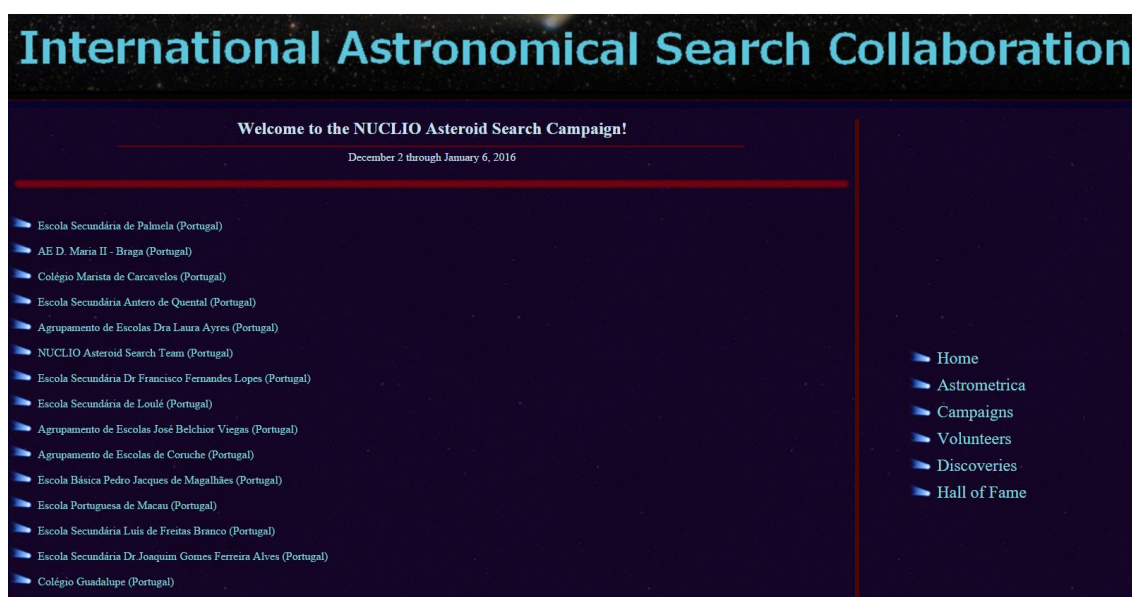 International Astronomical Search Collaboration
Welcome to the NUCLIO Asteroid Search Campaign!
December 2 through January 6, 2016
Escola Secundária de Palmela (Portugal)
AE D. Maria II - Braga (Portugal)
Colégio Marista de Carcavelos (Portugal)
Escola Secundária Antero de Quental (Portugal)
Agrupamento de Escolas Dra Laura Ayres (Portugal)
NUCLIO Asteroid Search Team (Portugal)
Escola Secundária Dr Francisco Fernandes Lopes (Portugal)
Escola Secundária de Loulé (Portugal)
Agrupamento de Escolas José Belchior Viegas (Portugal)
Agrupamento de Escolas de Coruche (Portugal)
Escola Básica Pedro Jacques de Magalhães (Portugal)
Escola Portuguesa de Macau (Portugal)
Escola Secundária Luís de Freitas Branco (Portugal)
Escola Secundária Dr.Joaquim Gomes Ferreira Alves (Portugal)
Colégio Guadalupe (Portugal)
Home
Astrometrica
Campaigns
Volunteers
Discoveries
Hall of Fame